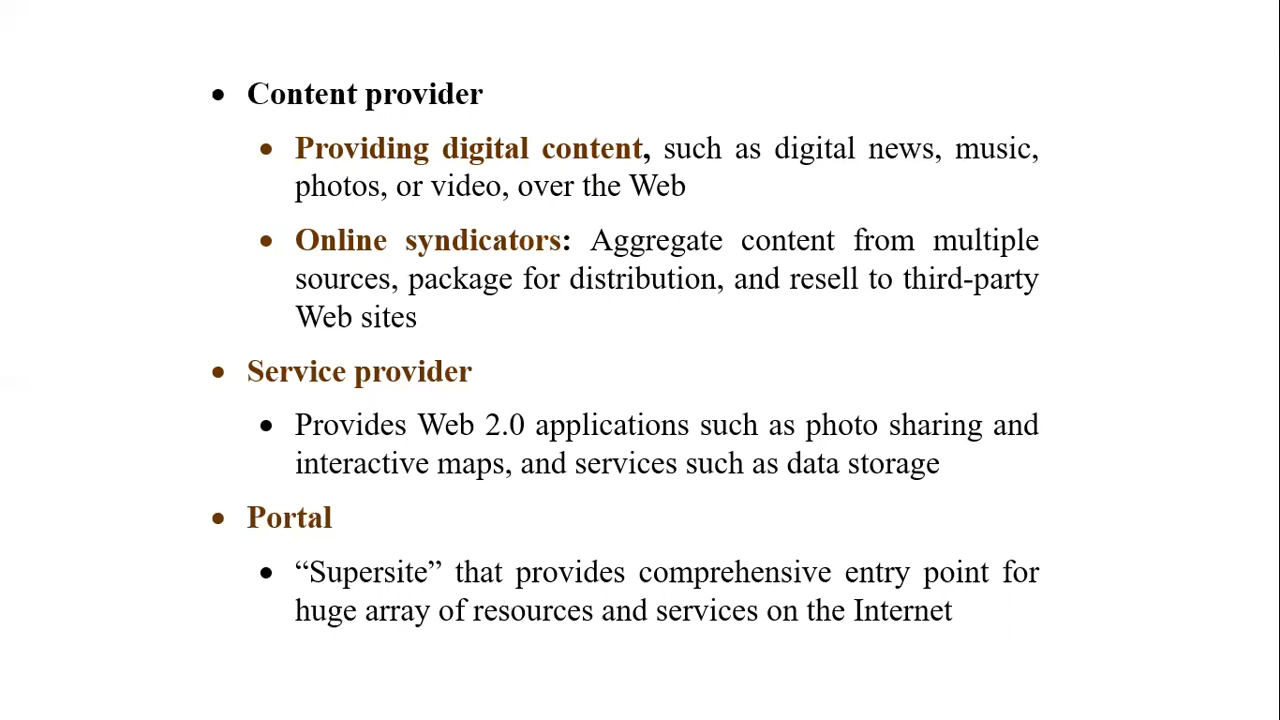 • Content provider
• Providing digital content, such as digital news, music,
photos, or video, over the Web
• Online syndicators: Aggregate content from multiple
sources, package for distribution, and resell to third-party
Web sites
• Service provider
• Provides Web 2.0 applications such as photo sharing and
interactive maps, and services such as data storage
• Portal
• “Supersite” that provides comprehensive entry point for
huge array of resources and services on the Internet